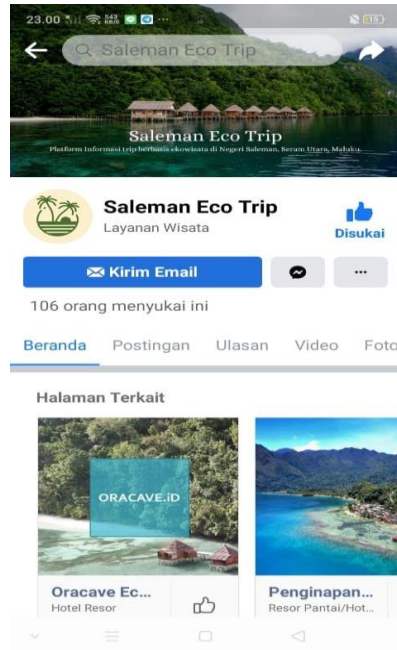 23.00
Saleman Eco Trip
Saleman Eco Trip
Platform Informasi trip berbasis ekowisata di Negeri Saleman, Seram Utara, Maluku.
Saleman Eco Trip
Layanan Wisata
Disukai
Kirim Email
106 orang menyukai ini
Beranda Postingan Ulasan Video Foto
Halaman Terkait
ORACAVE.iD
Oracave Ec...
Hotel Resor
Penginapan...
Resor Pantai/Hot...